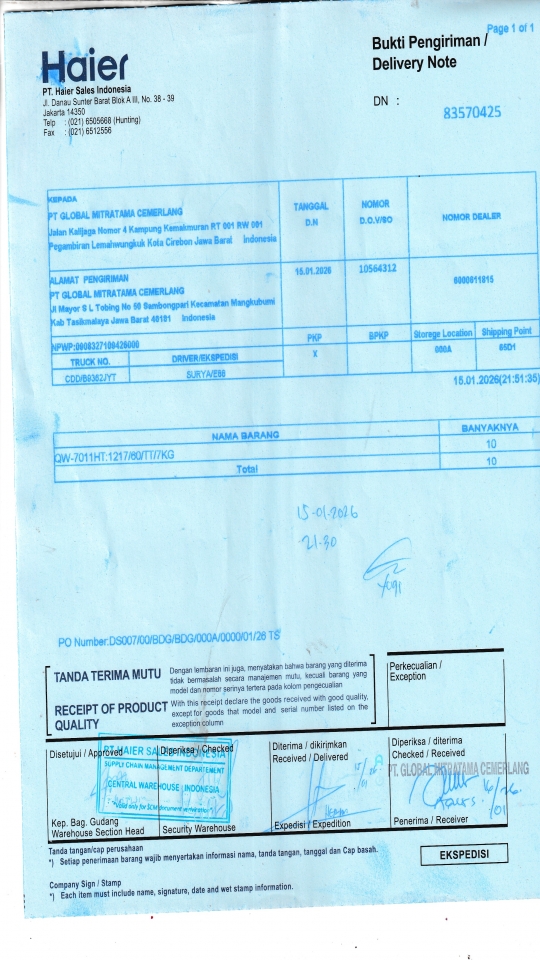 Page 1 of 1
Haier
Bukti Pengiriman /
Delivery Note
PT. Haier Sales Indonesia
Jl. Danau Sunter Barat Blok A III, No. 38 - 39
Jakarta 14350
Telp : (021) 6505668 (Hunting)
Fax : (021) 6512556
DN :
83570425
KEPADA
PT GLOBAL MITRATAMA CEMERLANG
Jalan Kalijaga Nomor 4 Kampung Kemakmuran RT 001 RW 001
Pegambiran Lemahwungkuk Kota Cirebon Jawa Barat Indonesia
TANGGAL
D.N
NOMOR
D.O.V/SO
NOMOR DEALER
ALAMAT PENGIRIMAN
PT GLOBAL MITRATAMA CEMERLANG
Jl Mayor S L Tobing No 50 Sambongpari Kecamatan Mangkubumi
Kab Tasikmalaya Jawa Barat 46181 Indonesia
15.01.2026
10564312
NPWP:
PKP
BPKP
Storege Location
Shipping Point
TRUCK NO.
DRIVER/EKSPEDISI
X
000A
05D1
SURYA/E68
15.01.2026(21:51:35)
NAMA BARANG
BANYAKNYA
QW-7011HT:1217/60/TT/7KG
10
Total
10
15-01-2026
21-30
Yogi
PO Number:DS007/00/BDG/BDG/000A/0000/01/26 TS
TANDA TERIMA MUTU
Dengan lembaran ini juga, menyatakan bahwa barang yang diterima
tidak bermasalah secara manajemen mutu, kecuali barang yang
model dan nomor serinya tertera pada kolom pengecualian
RECEIPT OF PRODUCT
QUALITY
With this receipt declare the goods received with good quality,
except for goods that model and serial number listed on the
exception column
Perkecualian /
Exception
Disetujui / Approved
Diperiksa / Checked
Diterima / dikirimkan
Received / Delivered
Diperiksa / diterima
Checked / Received
PT HAIER SALES INDONESIA
SUPPLY CHAIN MANAGEMENT DEPARTEMENT
CENTRAL WAREHOUSE INDONESIA
PT. GLOBAL MITRATAMA CEMERLANG
Kep. Bag. Gudang
Warehouse Section Head
Security Warehouse
Expedisi / Expedition
Penerima / Receiver
Tanda tangan/cap perusahaan
*) Setiap penerimaan barang wajib menyertakan informasi nama, tanda tangan, tanggal dan Cap basah.
EKSPEDISI
Company Sign / Stamp
*) Each item must include name, signature, date and wet stamp information.